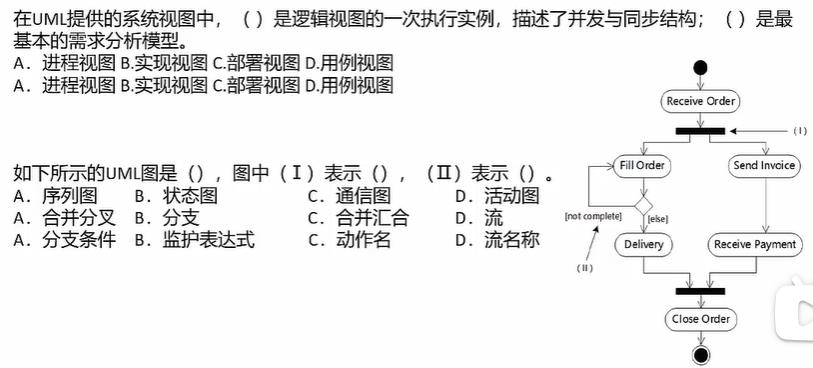 在UML提供的系统视图中，（ ）是逻辑视图的一次执行实例，描述了并发与同步结构；（ ）是最
基本的需求分析模型。
A．进程视图 B.实现视图 C.部署视图 D.用例视图
A．进程视图 B.实现视图 C.部署视图 D.用例视图
如下所示的UML图是（），图中（Ⅰ）表示（），（Ⅱ）表示（）。
A．序列图 B．状态图 C．通信图 D．活动图
A．合并分叉 B．分支 C．合并汇合 D．流
A．分支条件 B．监护表达式 C．动作名 D．流名称
Receive Order
(I)
Fill Order
Send Invoice
[not complete]
[else]
Delivery
Receive Payment
(II)
Close Order